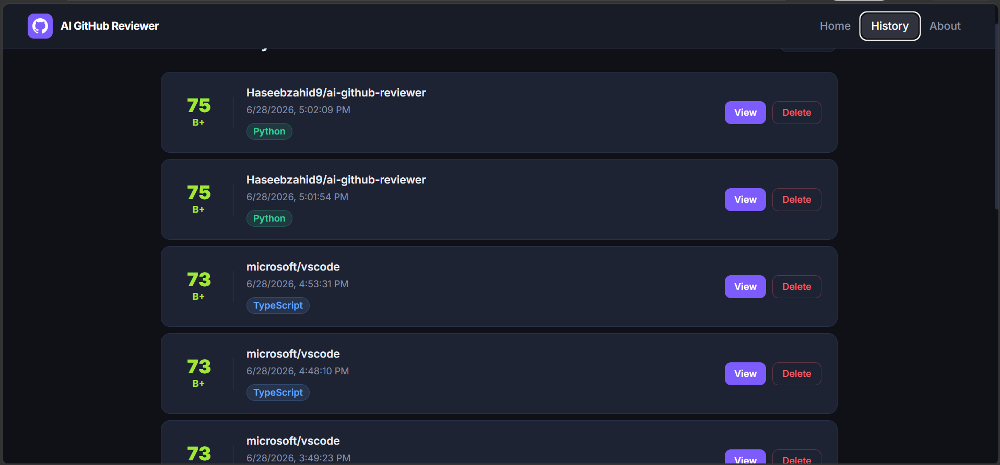 AI GitHub Reviewer
Home
History
About
75
B+
Haseebzahid9/ai-github-reviewer
6/28/2026, 5:02:09 PM
Python
View
Delete
75
B+
Haseebzahid9/ai-github-reviewer
6/28/2026, 5:01:54 PM
Python
View
Delete
73
B+
microsoft/vscode
6/28/2026, 4:53:31 PM
TypeScript
View
Delete
73
B+
microsoft/vscode
6/28/2026, 4:48:10 PM
TypeScript
View
Delete
73
microsoft/vscode
6/28/2026, 3:49:23 PM
View
Delete